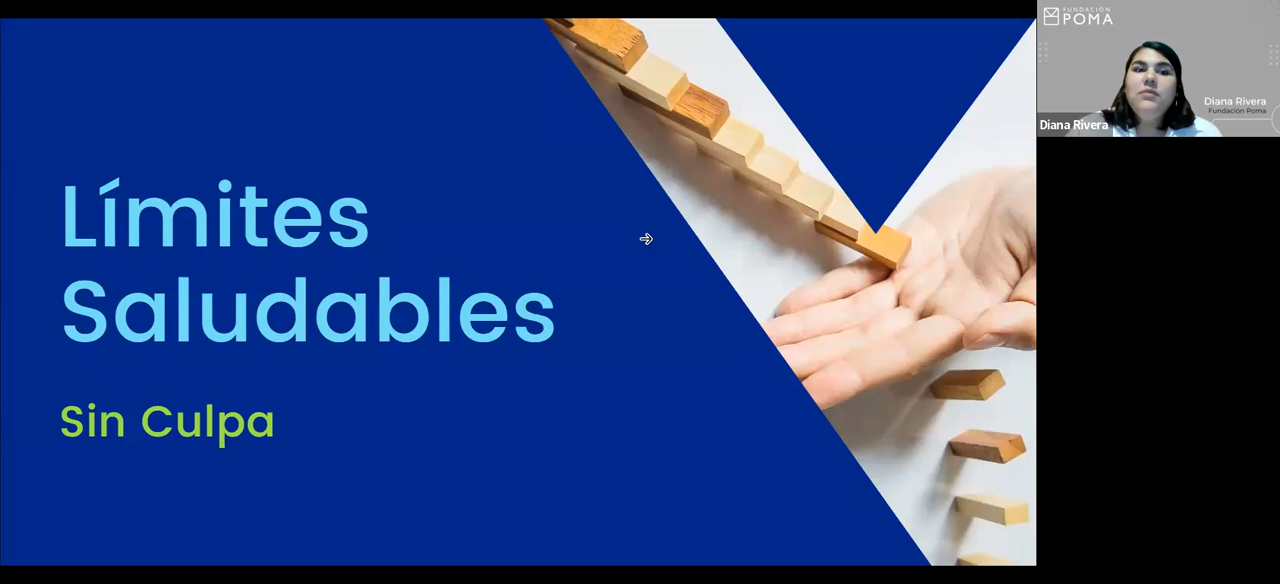 Límites
Saludables
Sin Culpa
FUNDACIÓN
POMA
Diana Rivera
Fundación Poma
Diana Rivera